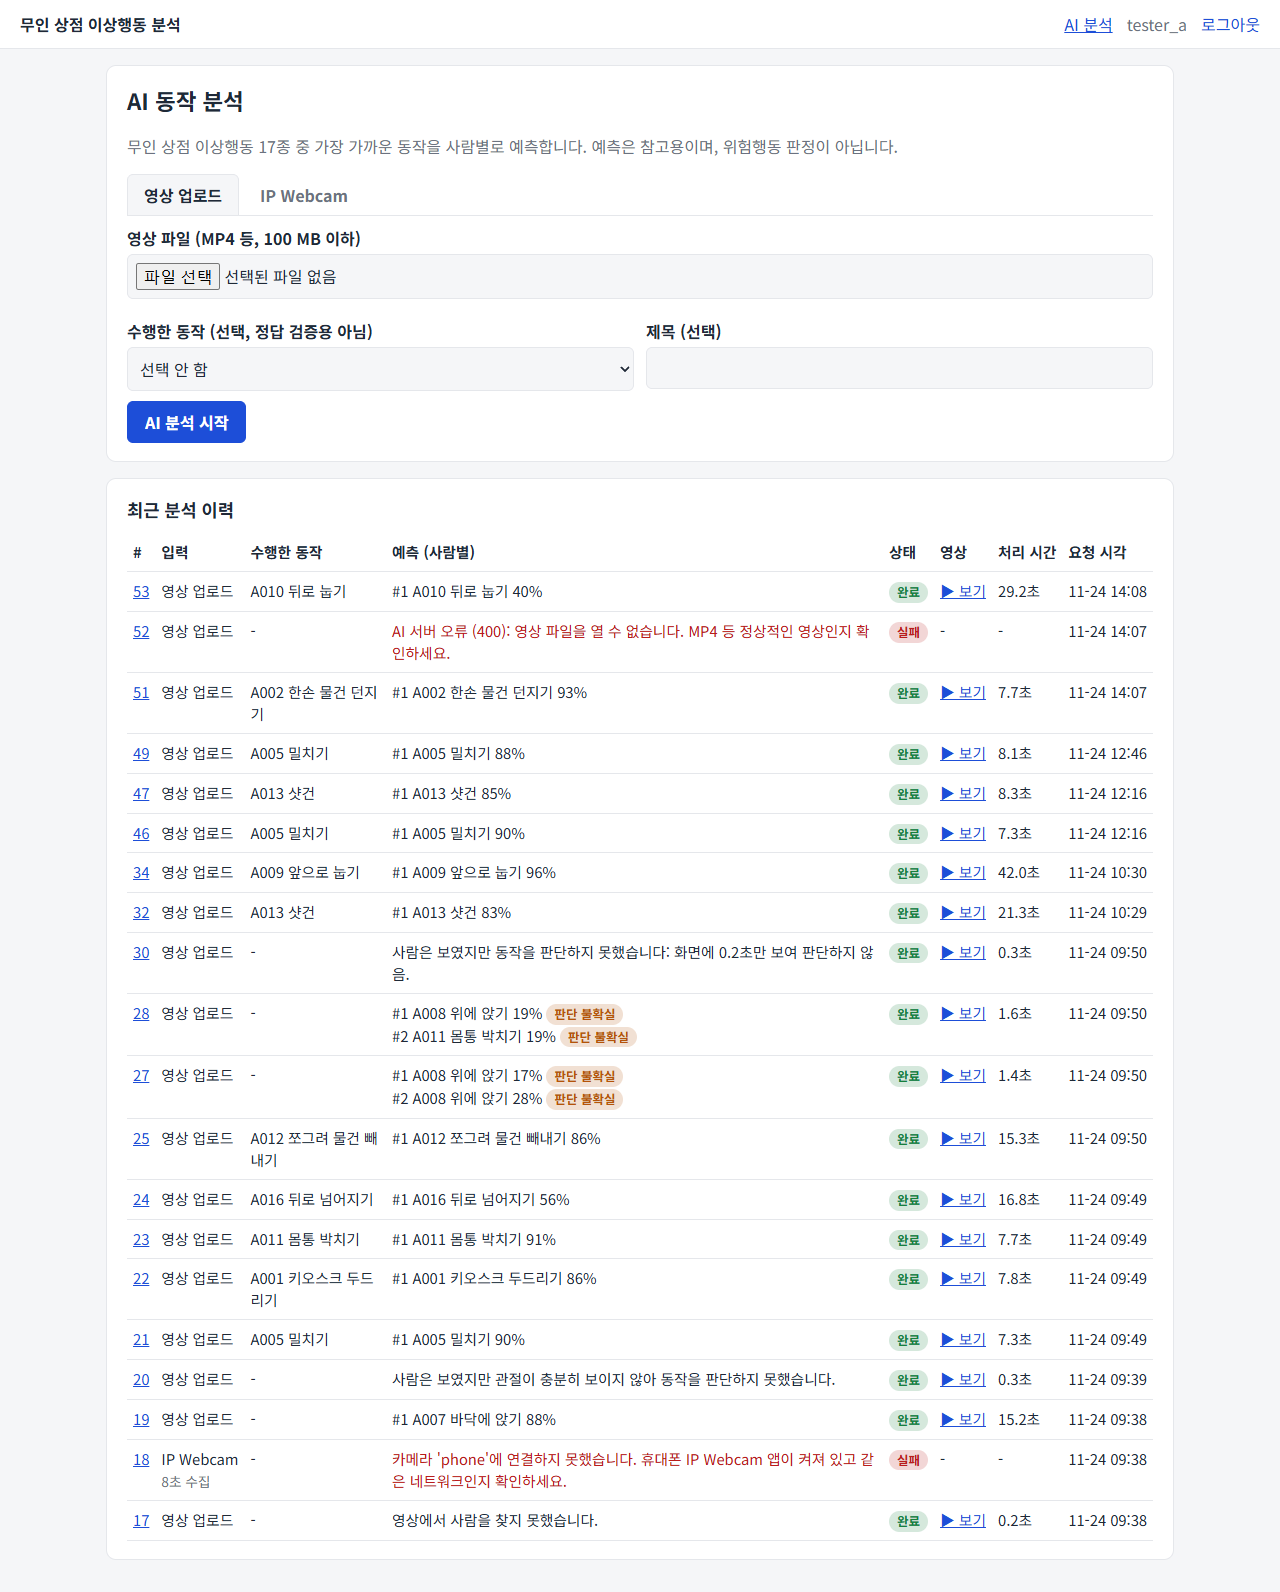 무인 상점 이상행동 분석
AI 분석 tester_a 로그아웃
AI 동작 분석
무인 상점 이상행동 17종 중 가장 가까운 동작을 사람별로 예측합니다. 예측은 참고용이며, 위험행동 판정이 아닙니다.
영상 업로드 IP Webcam
영상 파일 (MP4 등, 100 MB 이하)
파일 선택 선택된 파일 없음
수행한 동작 (선택, 정답 검증용 아님) 제목 (선택)
선택 안 함
AI 분석 시작
최근 분석 이력
# 입력 수행한 동작 예측 (사람별) 상태 영상 처리 시간 요청 시각
53 영상 업로드 A010 뒤로 눕기 #1 A010 뒤로 눕기 40% 완료 ▶ 보기 29.2초 11-24 14:08
52 영상 업로드 - AI 서버 오류 (400): 영상 파일을 열 수 없습니다. MP4 등 정상적인 영상인지 확 실패 - - 11-24 14:07
인하세요.
51 영상 업로드 A002 한손 물건 던지 #1 A002 한손 물건 던지기 93% 완료 ▶ 보기 7.7초 11-24 14:07
기
49 영상 업로드 A005 밀치기 #1 A005 밀치기 88% 완료 ▶ 보기 8.1초 11-24 12:46
47 영상 업로드 A013 샷건 #1 A013 샷건 85% 완료 ▶ 보기 8.3초 11-24 12:16
46 영상 업로드 A005 밀치기 #1 A005 밀치기 90% 완료 ▶ 보기 7.3초 11-24 12:16
34 영상 업로드 A009 앞으로 눕기 #1 A009 앞으로 눕기 96% 완료 ▶ 보기 42.0초 11-24 10:30
32 영상 업로드 A013 샷건 #1 A013 샷건 83% 완료 ▶ 보기 21.3초 11-24 10:29
30 영상 업로드 - 사람은 보였지만 동작을 판단하지 못했습니다: 화면에 0.2초만 보여 판단하지 않 완료 ▶ 보기 0.3초 11-24 09:50
음.
28 영상 업로드 - #1 A008 위에 앉기 19% 판단 불확실 완료 ▶ 보기 1.6초 11-24 09:50
#2 A011 몸통 박치기 19% 판단 불확실
27 영상 업로드 - #1 A008 위에 앉기 17% 판단 불확실 완료 ▶ 보기 1.4초 11-24 09:50
#2 A008 위에 앉기 28% 판단 불확실
25 영상 업로드 A012 쪼그려 물건 빼 #1 A012 쪼그려 물건 빼내기 86% 완료 ▶ 보기 15.3초 11-24 09:50
내기
24 영상 업로드 A016 뒤로 넘어지기 #1 A016 뒤로 넘어지기 56% 완료 ▶ 보기 16.8초 11-24 09:49
23 영상 업로드 A011 몸통 박치기 #1 A011 몸통 박치기 91% 완료 ▶ 보기 7.7초 11-24 09:49
22 영상 업로드 A001 키오스크 두드 #1 A001 키오스크 두드리기 86% 완료 ▶ 보기 7.8초 11-24 09:49
리기
21 영상 업로드 A005 밀치기 #1 A005 밀치기 90% 완료 ▶ 보기 7.3초 11-24 09:49
20 영상 업로드 - 사람은 보였지만 관절이 충분히 보이지 않아 동작을 판단하지 못했습니다. 완료 ▶ 보기 0.3초 11-24 09:39
19 영상 업로드 - #1 A007 바닥에 앉기 88% 완료 ▶ 보기 15.2초 11-24 09:38
18 IP Webcam - 카메라 'phone'에 연결하지 못했습니다. 휴대폰 IP Webcam 앱이 켜져 있고 같 실패 - - 11-24 09:38
8초 수집 은 네트워크인지 확인하세요.
17 영상 업로드 - 영상에서 사람을 찾지 못했습니다. 완료 ▶ 보기 0.2초 11-24 09:38